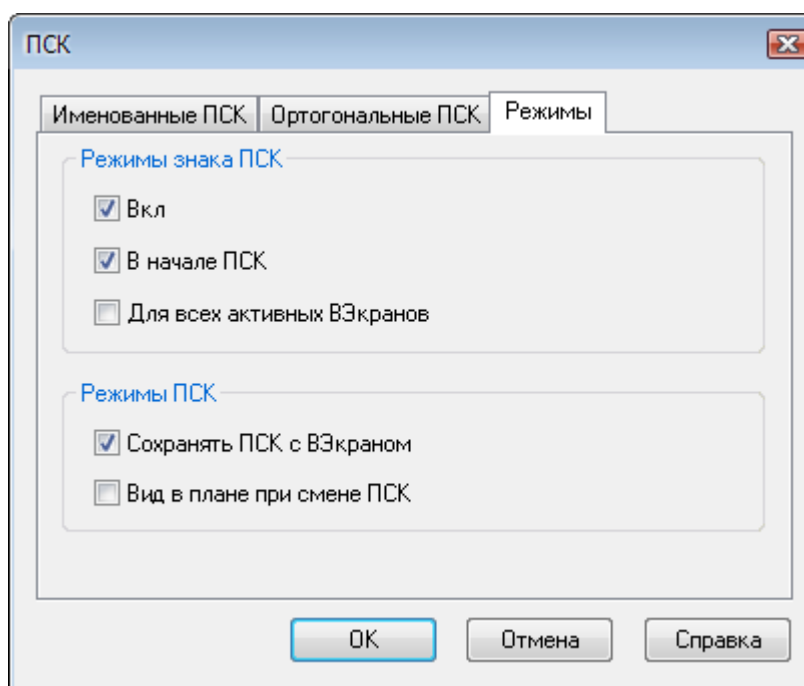 ПСК
Именованные ПСК Ортогональные ПСК Режимы
Режимы знака ПСК
Вкл
В начале ПСК
Для всех активных ВЭкранов
Режимы ПСК
Сохранять ПСК с ВЭкраном
Вид в плане при смене ПСК
OK Отмена Справка